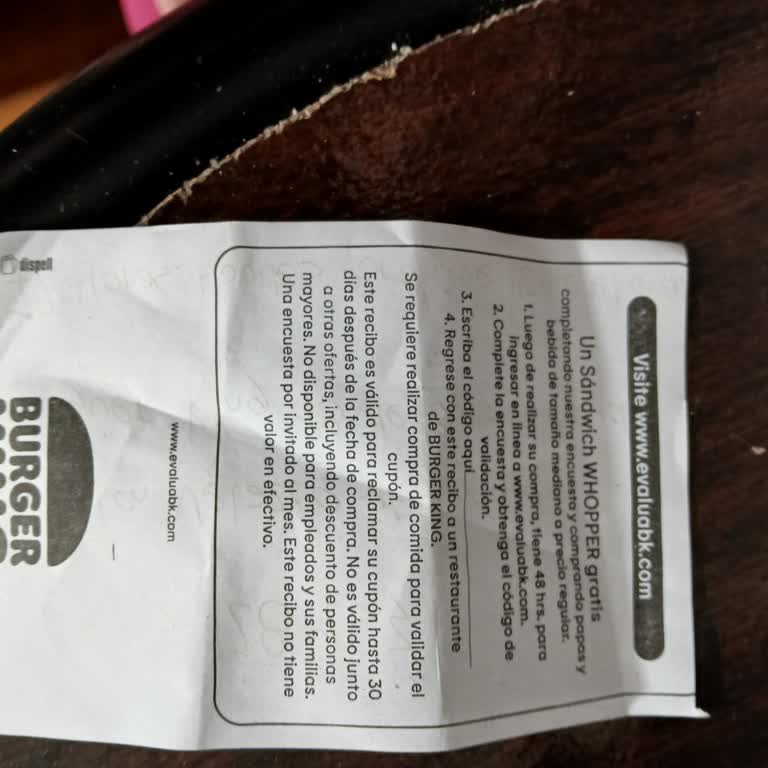 Visite www.evaluabk.com
Un Sándwich WHOPPER gratis
completando nuestra encuesta y comprando papas y
bebida de tamaño mediano a precio regular.
1. Luego de realizar su compra, tiene 48 hrs. para
ingresar en línea a www.evaluabk.com.
2. Complete la encuesta y obtenga el código de
validación.
3. Escriba el código aquí
4. Regrese con este recibo a un restaurante
de BURGER KING.
Se requiere realizar compra de comida para validar el
cupón.
Este recibo es válido para reclamar su cupón hasta 30
días después de la fecha de compra. No es válido junto
a otras ofertas, incluyendo descuento de personas
mayores. No disponible para empleados y sus familias.
Una encuesta por invitado al mes. Este recibo no tiene
valor en efectivo.
www.evaluabk.com
BURGER
dispell